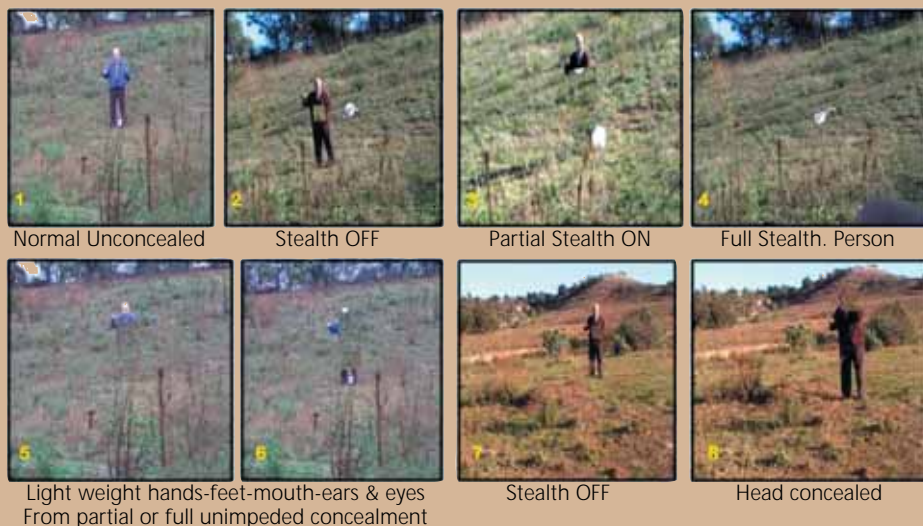 1
2
3
4
Normal Unconcealed
Stealth OFF
Partial Stealth ON
Full Stealth. Person
5
6
7
8
Light weight hands-feet-mouth-ears & eyes
From partial or full unimpeded concealment
Stealth OFF
Head concealed